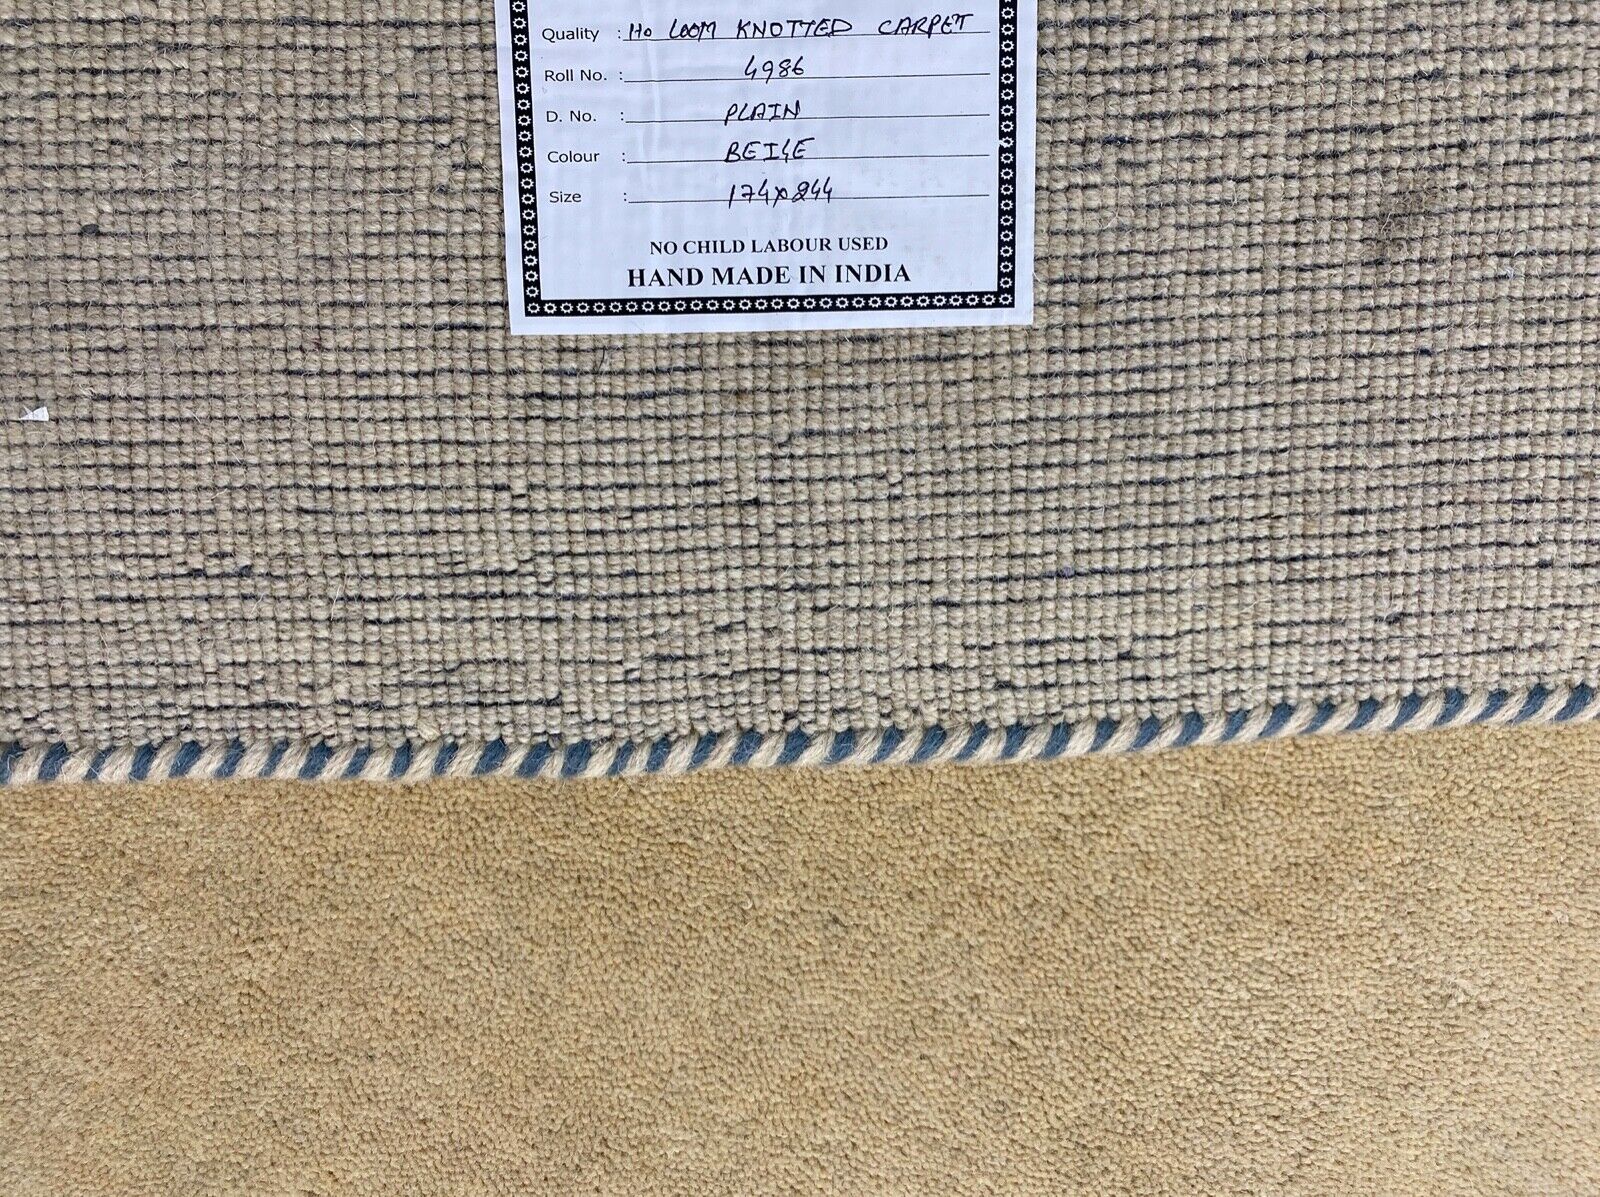 Quality : Ho LOOM KNOTTED CARPET
Roll No. : 4986
D. No. : PLAIN
Colour : BEIGE
Size : 174x244
NO CHILD LABOUR USED
HAND MADE IN INDIA